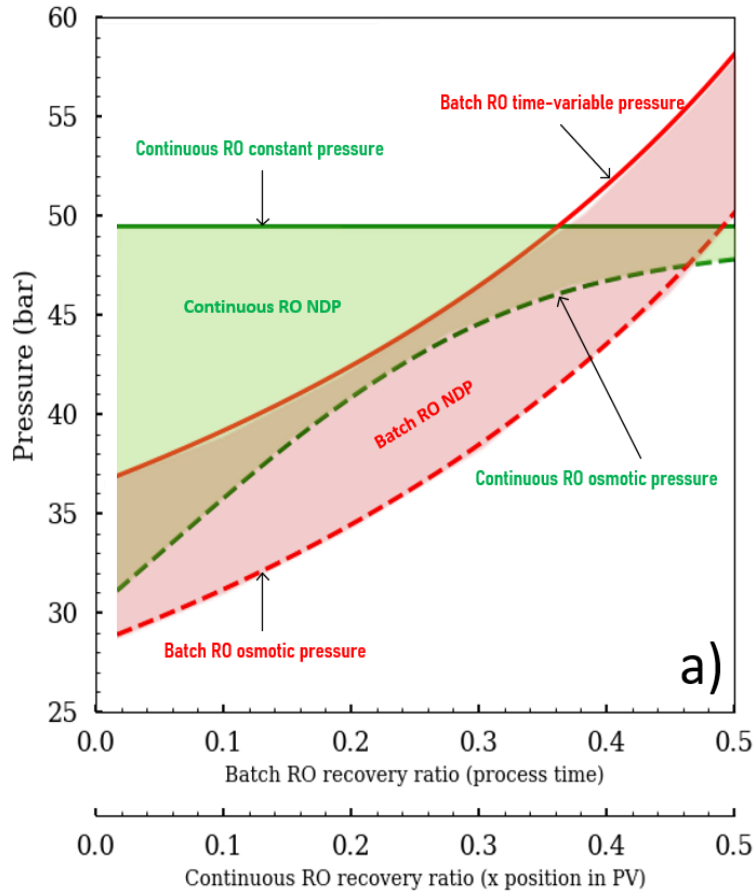 60
Batch RO time-variable pressure
55
Continuous RO constant pressure
50
Continuous RO NDP
45
Pressure (bar)
40
Batch RO NDP
Continuous RO osmotic pressure
35
30
Batch RO osmotic pressure
a)
25
0.0 0.1 0.2 0.3 0.4 0.5
Batch RO recovery ratio (process time)
0.0 0.1 0.2 0.3 0.4 0.5
Continuous RO recovery ratio (x position in PV)